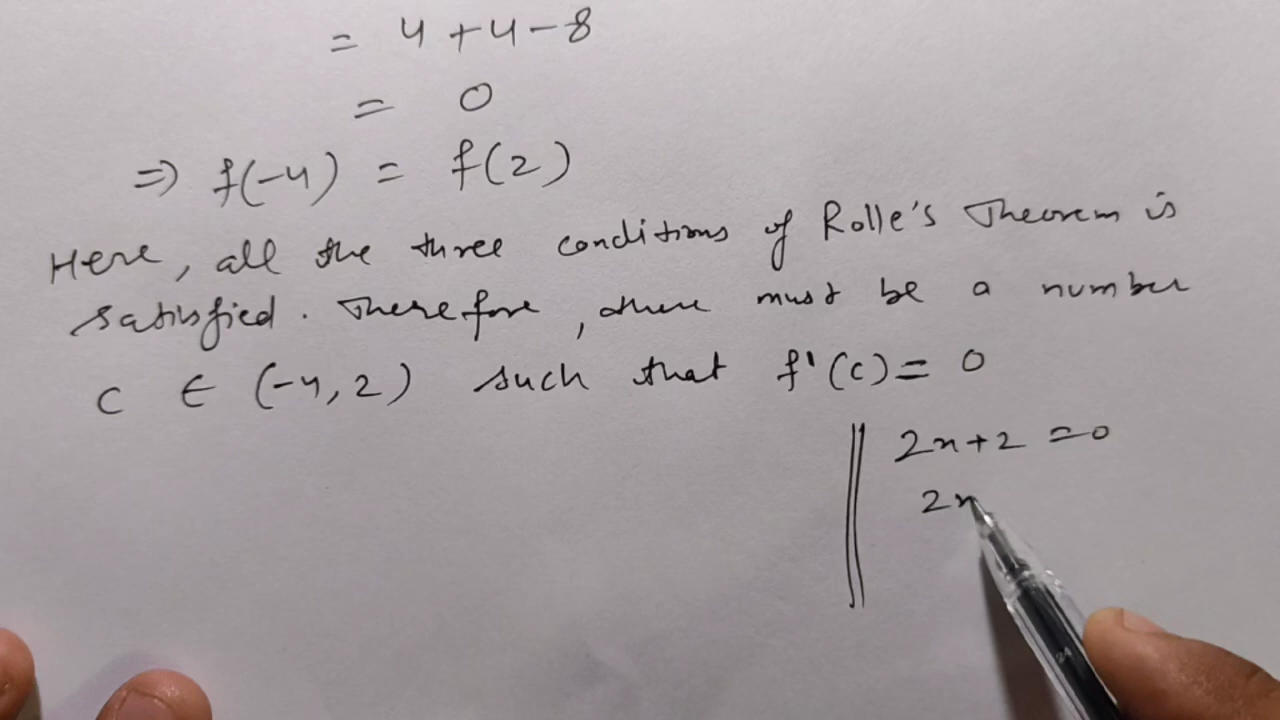 = 4 + 4 - 8
= 0
⇒ f(-4) = f(2)
Here, all the three conditions of Rolle's Theorem is
satisfied. Therefore, there must be a number
c ∈ (-4, 2) such that f'(c) = 0
2x + 2 = 0
2x